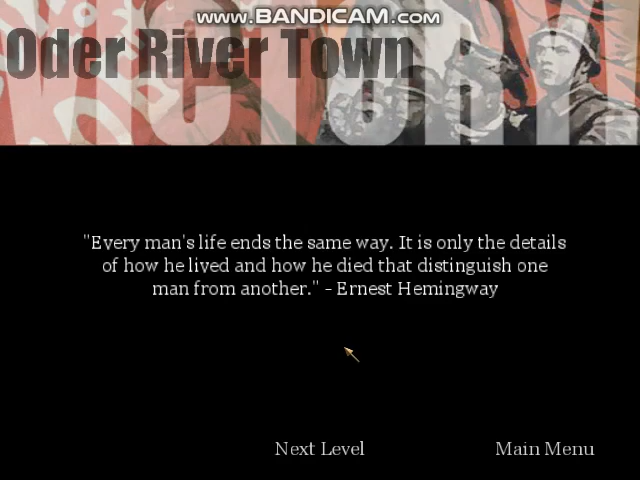 www.BANDICAM.com
VICTORY!
Oder River Town
"Every man's life ends the same way. It is only the details
of how he lived and how he died that distinguish one
man from another." - Ernest Hemingway
Next Level
Main Menu